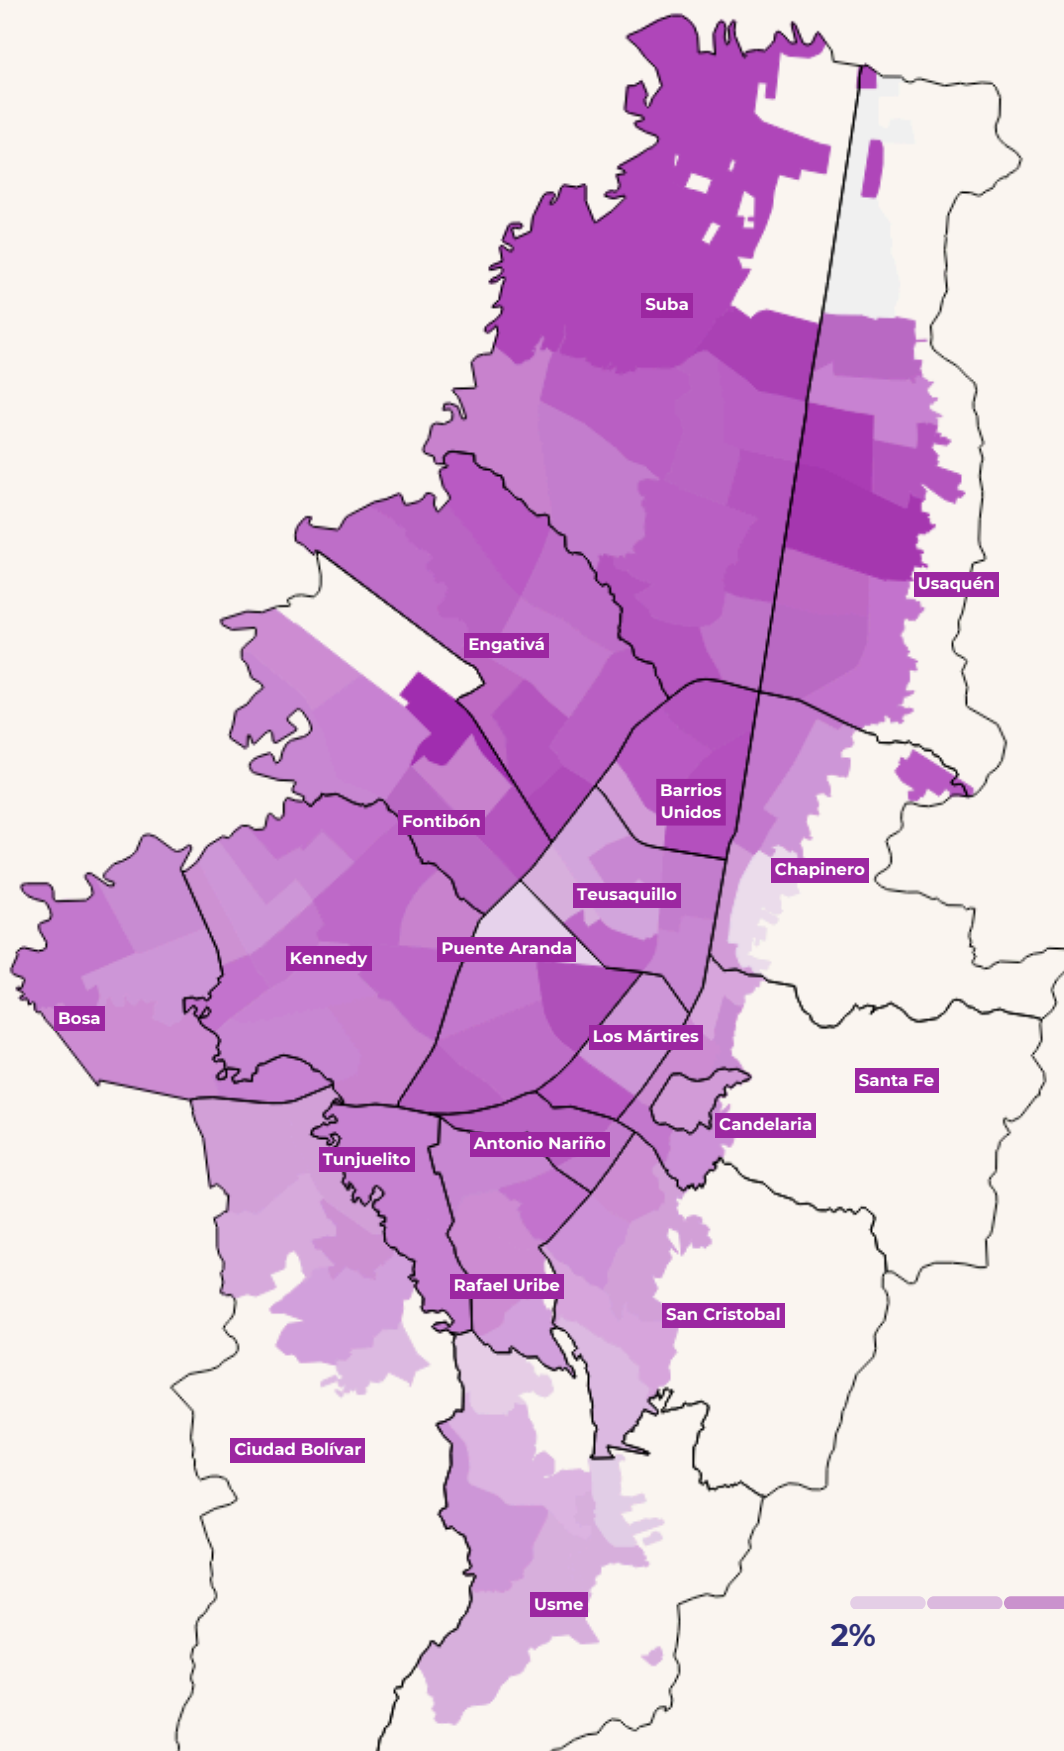 Suba
Usaquén
Engativá
Barrios
Unidos
Fontibón
Chapinero
Teusaquillo
Puente Aranda
Kennedy
Bosa
Los Mártires
Santa Fe
Candelaria
Antonio Nariño
Tunjuelito
Rafael Uribe
San Cristobal
Ciudad Bolívar
Usme
2%